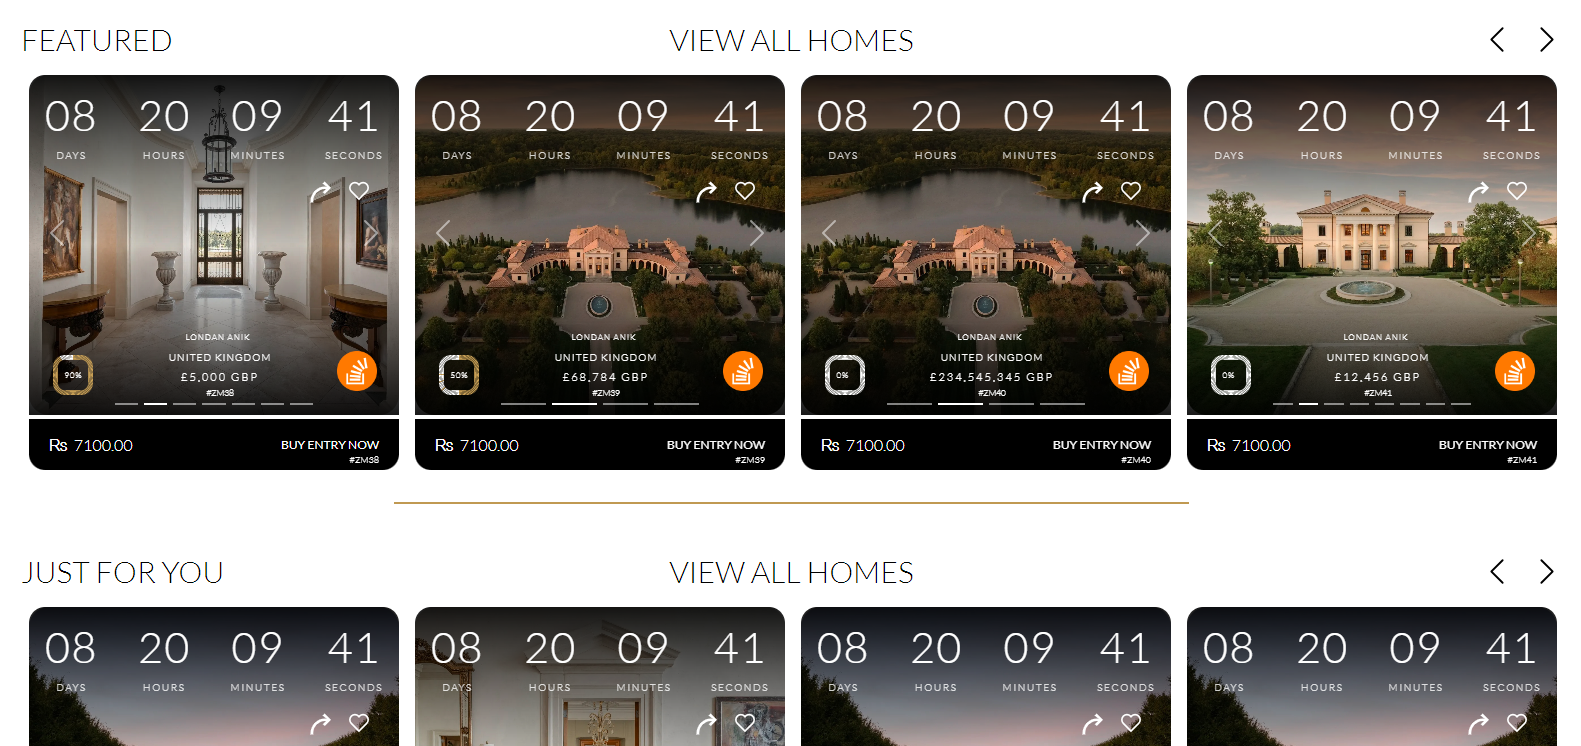 FEATURED
VIEW ALL HOMES
08 20 09 41
DAYS HOURS MINUTES SECONDS
LONDAN ANIK
UNITED KINGDOM
£5,000 GBP
#ZM38
90%
Rs 7100.00
BUY ENTRY NOW
#ZM38
08 20 09 41
DAYS HOURS MINUTES SECONDS
LONDAN ANIK
UNITED KINGDOM
£68,784 GBP
#ZM39
50%
Rs 7100.00
BUY ENTRY NOW
#ZM39
08 20 09 41
DAYS HOURS MINUTES SECONDS
LONDAN ANIK
UNITED KINGDOM
£234,545,345 GBP
#ZM40
0%
Rs 7100.00
BUY ENTRY NOW
#ZM40
08 20 09 41
DAYS HOURS MINUTES SECONDS
LONDAN ANIK
UNITED KINGDOM
£12,456 GBP
#ZM41
0%
Rs 7100.00
BUY ENTRY NOW
#ZM41
JUST FOR YOU
VIEW ALL HOMES
08 20 09 41
DAYS HOURS MINUTES SECONDS
08 20 09 41
DAYS HOURS MINUTES SECONDS
08 20 09 41
DAYS HOURS MINUTES SECONDS
08 20 09 41
DAYS HOURS MINUTES SECONDS